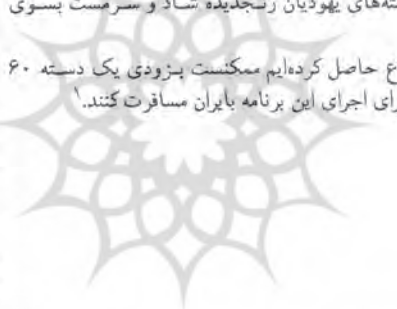 ته‌های یهودیان رنجدیده شاد و سرمست بسوی
ع حاصل کرده‌ایم ممکنست بزودی یک دسته ۶۰
رای اجرای این برنامه بایران مسافرت کنند.۱